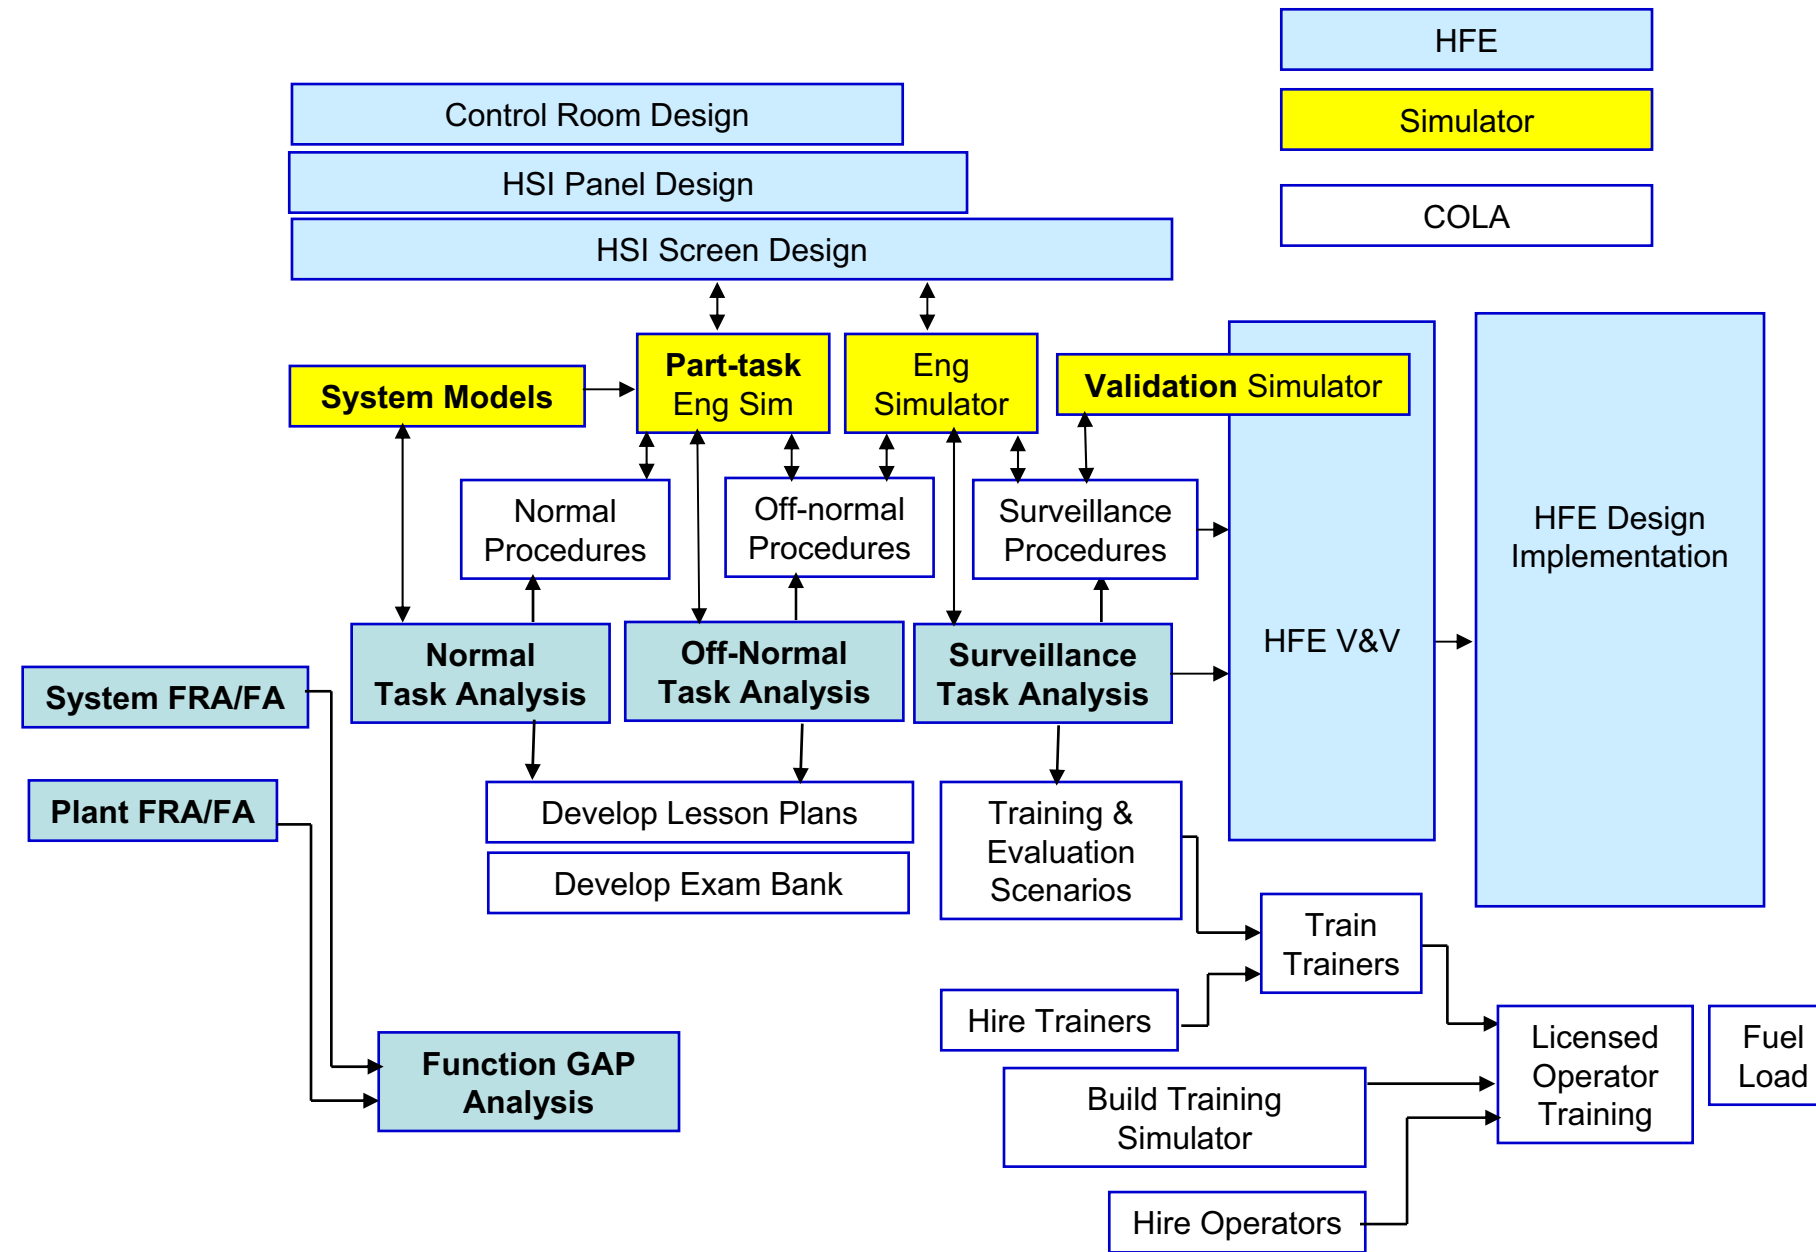 HFE
Simulator
COLA
Control Room Design
HSI Panel Design
HSI Screen Design
System Models
Part-task
Eng Sim
Eng
Simulator
Validation Simulator
Normal
Procedures
Off-normal
Procedures
Surveillance
Procedures
HFE V&V
HFE Design
Implementation
Normal
Task Analysis
Off-Normal
Task Analysis
Surveillance
Task Analysis
System FRA/FA
Plant FRA/FA
Develop Lesson Plans
Develop Exam Bank
Training &
Evaluation
Scenarios
Train
Trainers
Hire Trainers
Function GAP
Analysis
Build Training
Simulator
Hire Operators
Licensed
Operator
Training
Fuel
Load